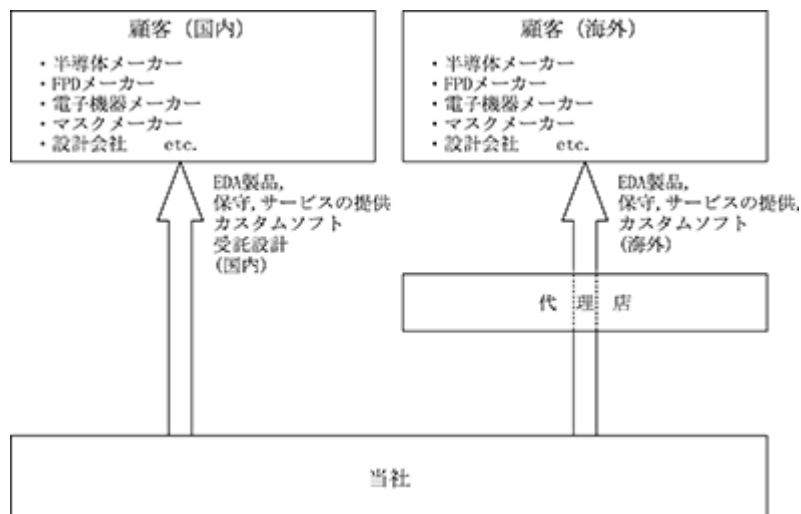 顧客（国内）
・半導体メーカー
・FPDメーカー
・電子機器メーカー
・マスクメーカー
・設計会社　etc.
顧客（海外）
・半導体メーカー
・FPDメーカー
・電子機器メーカー
・マスクメーカー
・設計会社　etc.
EDA製品,
保守,サービスの提供
カスタムソフト
受託設計
(国内)
EDA製品,
保守,サービスの提供,
カスタムソフト
(海外)
代理店
当社